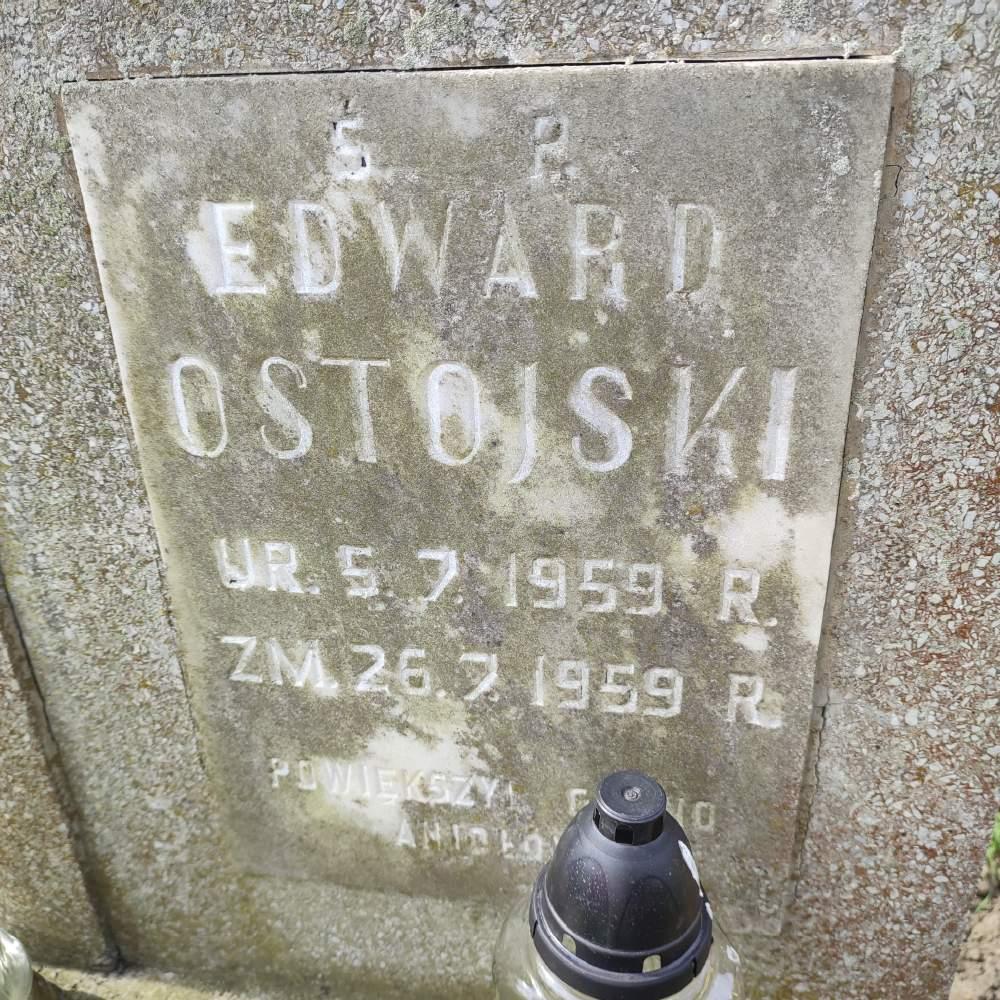 Ś. P.
EDWARD
OSTOJSKI
UR. 5. 7. 1959 R.
ZM. 26. 7. 1959 R.
POWIĘKSZYŁ